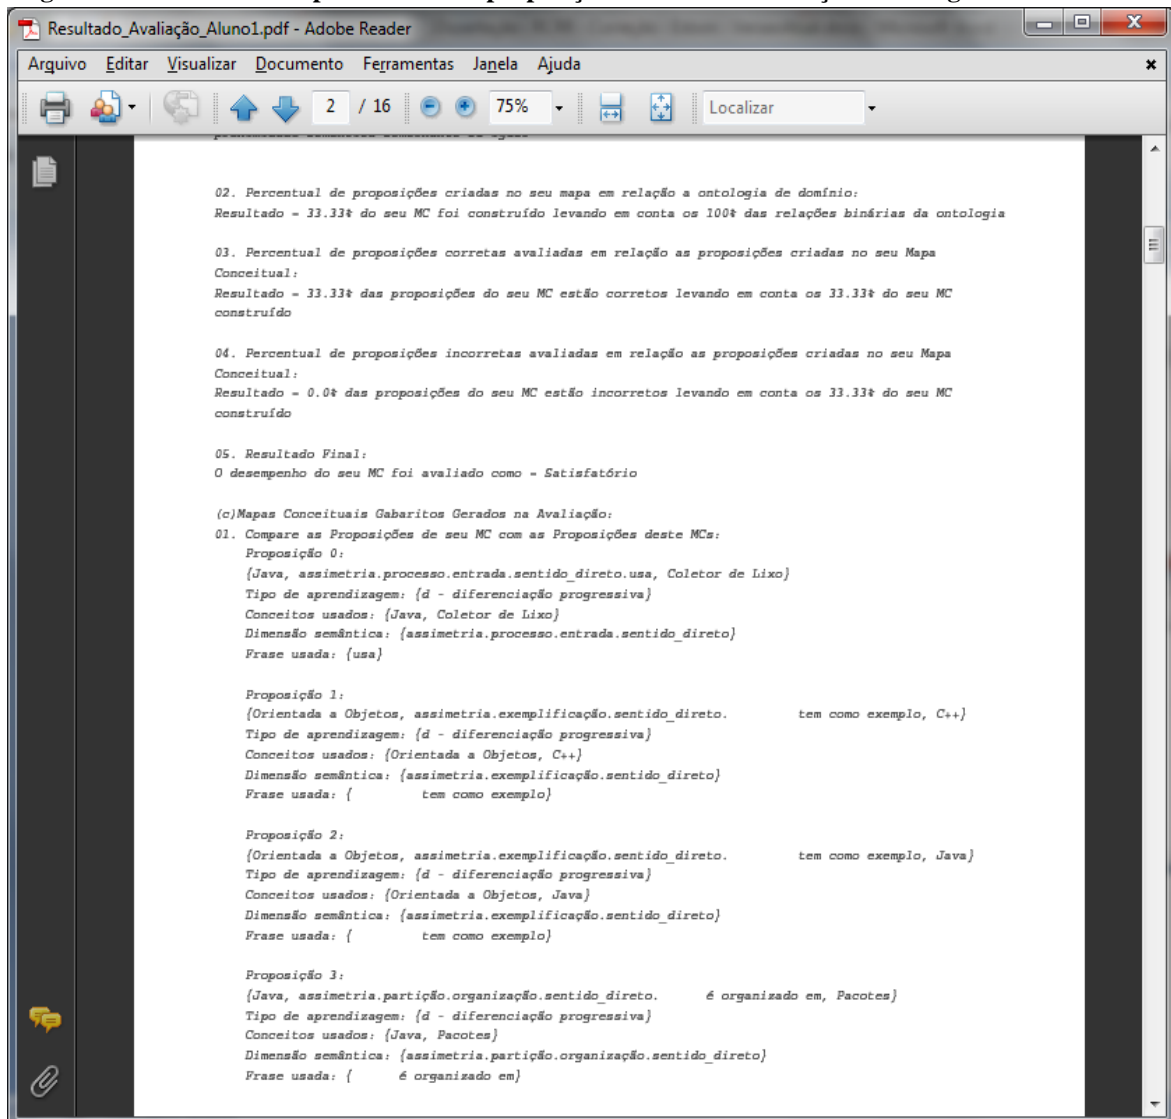 Resultado_Avaliação_Aluno1.pdf - Adobe Reader
Arquivo Editar Visualizar Documento Ferramentas Janela Ajuda
2 / 16 75% Localizar
02. Percentual de proposições criadas no seu mapa em relação a ontologia de domínio:
Resultado = 33.33% do seu MC foi construído levando em conta os 100% das relações binárias da ontologia
03. Percentual de proposições corretas avaliadas em relação as proposições criadas no seu Mapa
Conceitual:
Resultado = 33.33% das proposições do seu MC estão corretos levando em conta os 33.33% do seu MC
construído
04. Percentual de proposições incorretas avaliadas em relação as proposições criadas no seu Mapa
Conceitual:
Resultado = 0.0% das proposições do seu MC estão incorretos levando em conta os 33.33% do seu MC
construído
05. Resultado Final:
O desempenho do seu MC foi avaliado como = Satisfatório
(c)Mapas Conceituais Gabaritos Gerados na Avaliação:
01. Compare as Proposições de seu MC com as Proposições deste MCs:
Proposição 0:
{Java, assimetria.processo.entrada.sentido_direto.usa, Coletor de Lixo}
Tipo de aprendizagem: {d - diferenciação progressiva}
Conceitos usados: {Java, Coletor de Lixo}
Dimensão semântica: {assimetria.processo.entrada.sentido_direto}
Frase usada: {usa}
Proposição 1:
{Orientada a Objetos, assimetria.exemplificação.sentido_direto. tem como exemplo, C++}
Tipo de aprendizagem: {d - diferenciação progressiva}
Conceitos usados: {Orientada a Objetos, C++}
Dimensão semântica: {assimetria.exemplificação.sentido_direto}
Frase usada: { tem como exemplo}
Proposição 2:
{Orientada a Objetos, assimetria.exemplificação.sentido_direto. tem como exemplo, Java}
Tipo de aprendizagem: {d - diferenciação progressiva}
Conceitos usados: {Orientada a Objetos, Java}
Dimensão semântica: {assimetria.exemplificação.sentido_direto}
Frase usada: { tem como exemplo}
Proposição 3:
{Java, assimetria.partição.organização.sentido_direto. é organizado em, Pacotes}
Tipo de aprendizagem: {d - diferenciação progressiva}
Conceitos usados: {Java, Pacotes}
Dimensão semântica: {assimetria.partição.organização.sentido_direto}
Frase usada: { é organizado em}